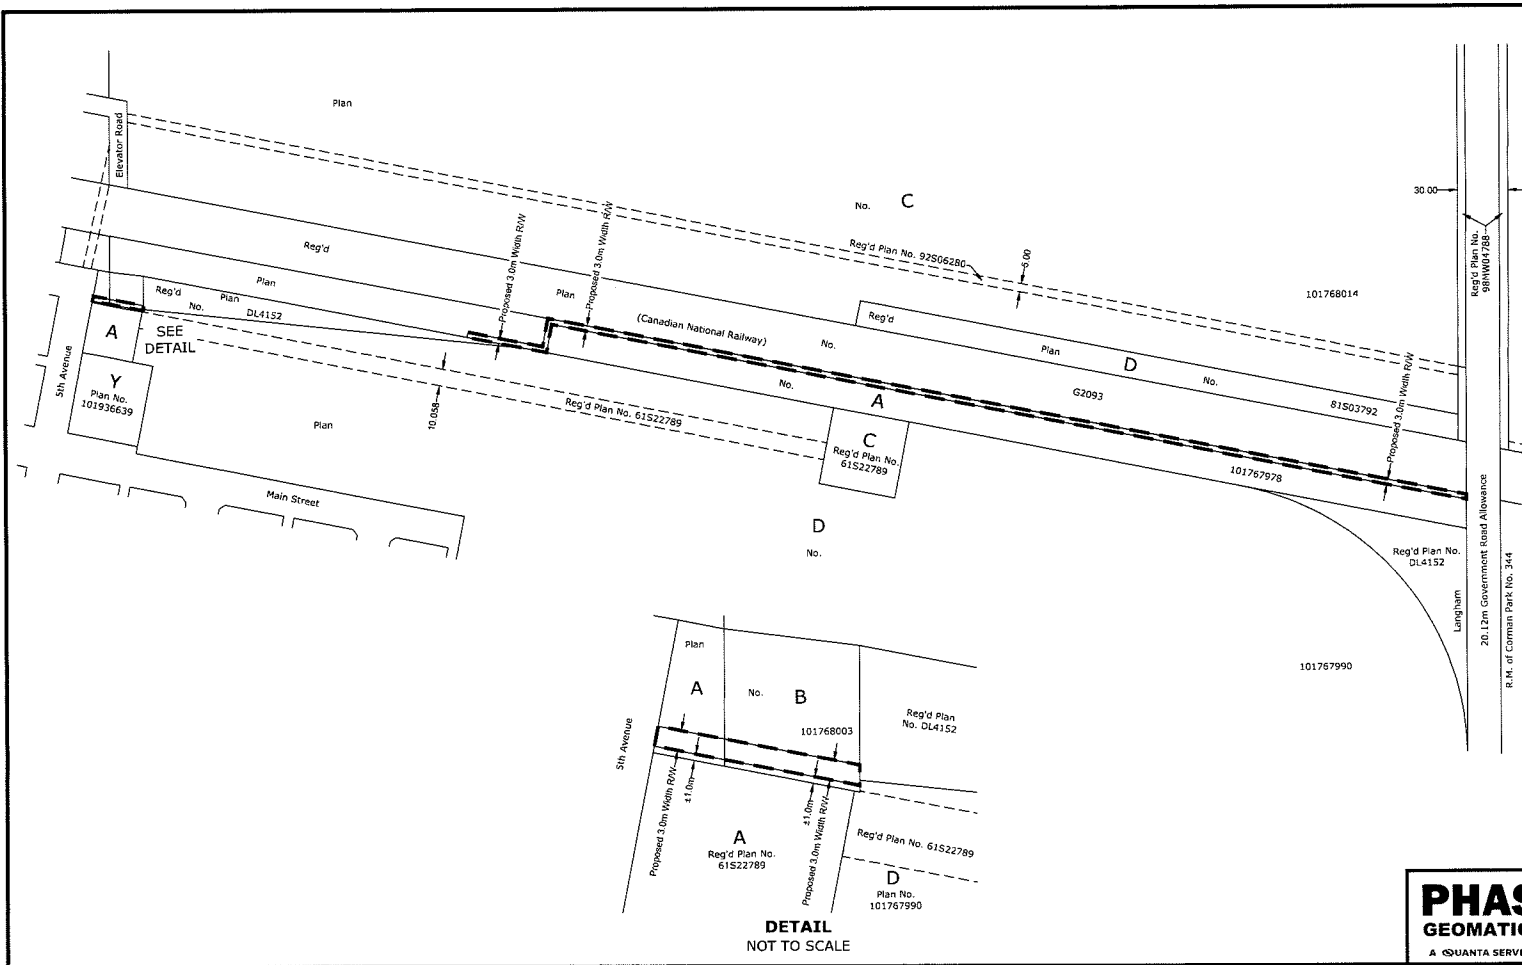 Plan
Elevator Road
No.
C
Reg'd Plan No. 92S06280
5.00
30.00
Reg'd Plan No.
98MW04788
101768014
Reg'd
Plan
Plan
Proposed 3.0m Width R/W
Proposed 3.0m Width R/W
(Canadian National Railway)
No.
Reg'd
Plan
D
No.
81S03792
G2093
Proposed 3.0m Width R/W
Reg'd
Plan
No.
DL4152
A
SEE
DETAIL
5th Avenue
Y
Plan No.
101936639
10.058
Reg'd Plan No. 61S22789
Plan
No.
A
C
Reg'd Plan No.
61S22789
101767978
Main Street
D
No.
Reg'd Plan No.
DL4152
Langham
20.12m Government Road Allowance
R.M. of Corman Park No. 344
101767990
Plan
A
No.
B
101768003
Reg'd Plan
No. DL4152
5th Avenue
Proposed 3.0m Width R/W
±1.0m
±1.0m
Proposed 3.0m Width R/W
A
Reg'd Plan No.
61S22789
Reg'd Plan No. 61S22789
D
Plan No.
101767990
DETAIL
NOT TO SCALE
PHAS
GEOMATIC
A QUANTA SERVI